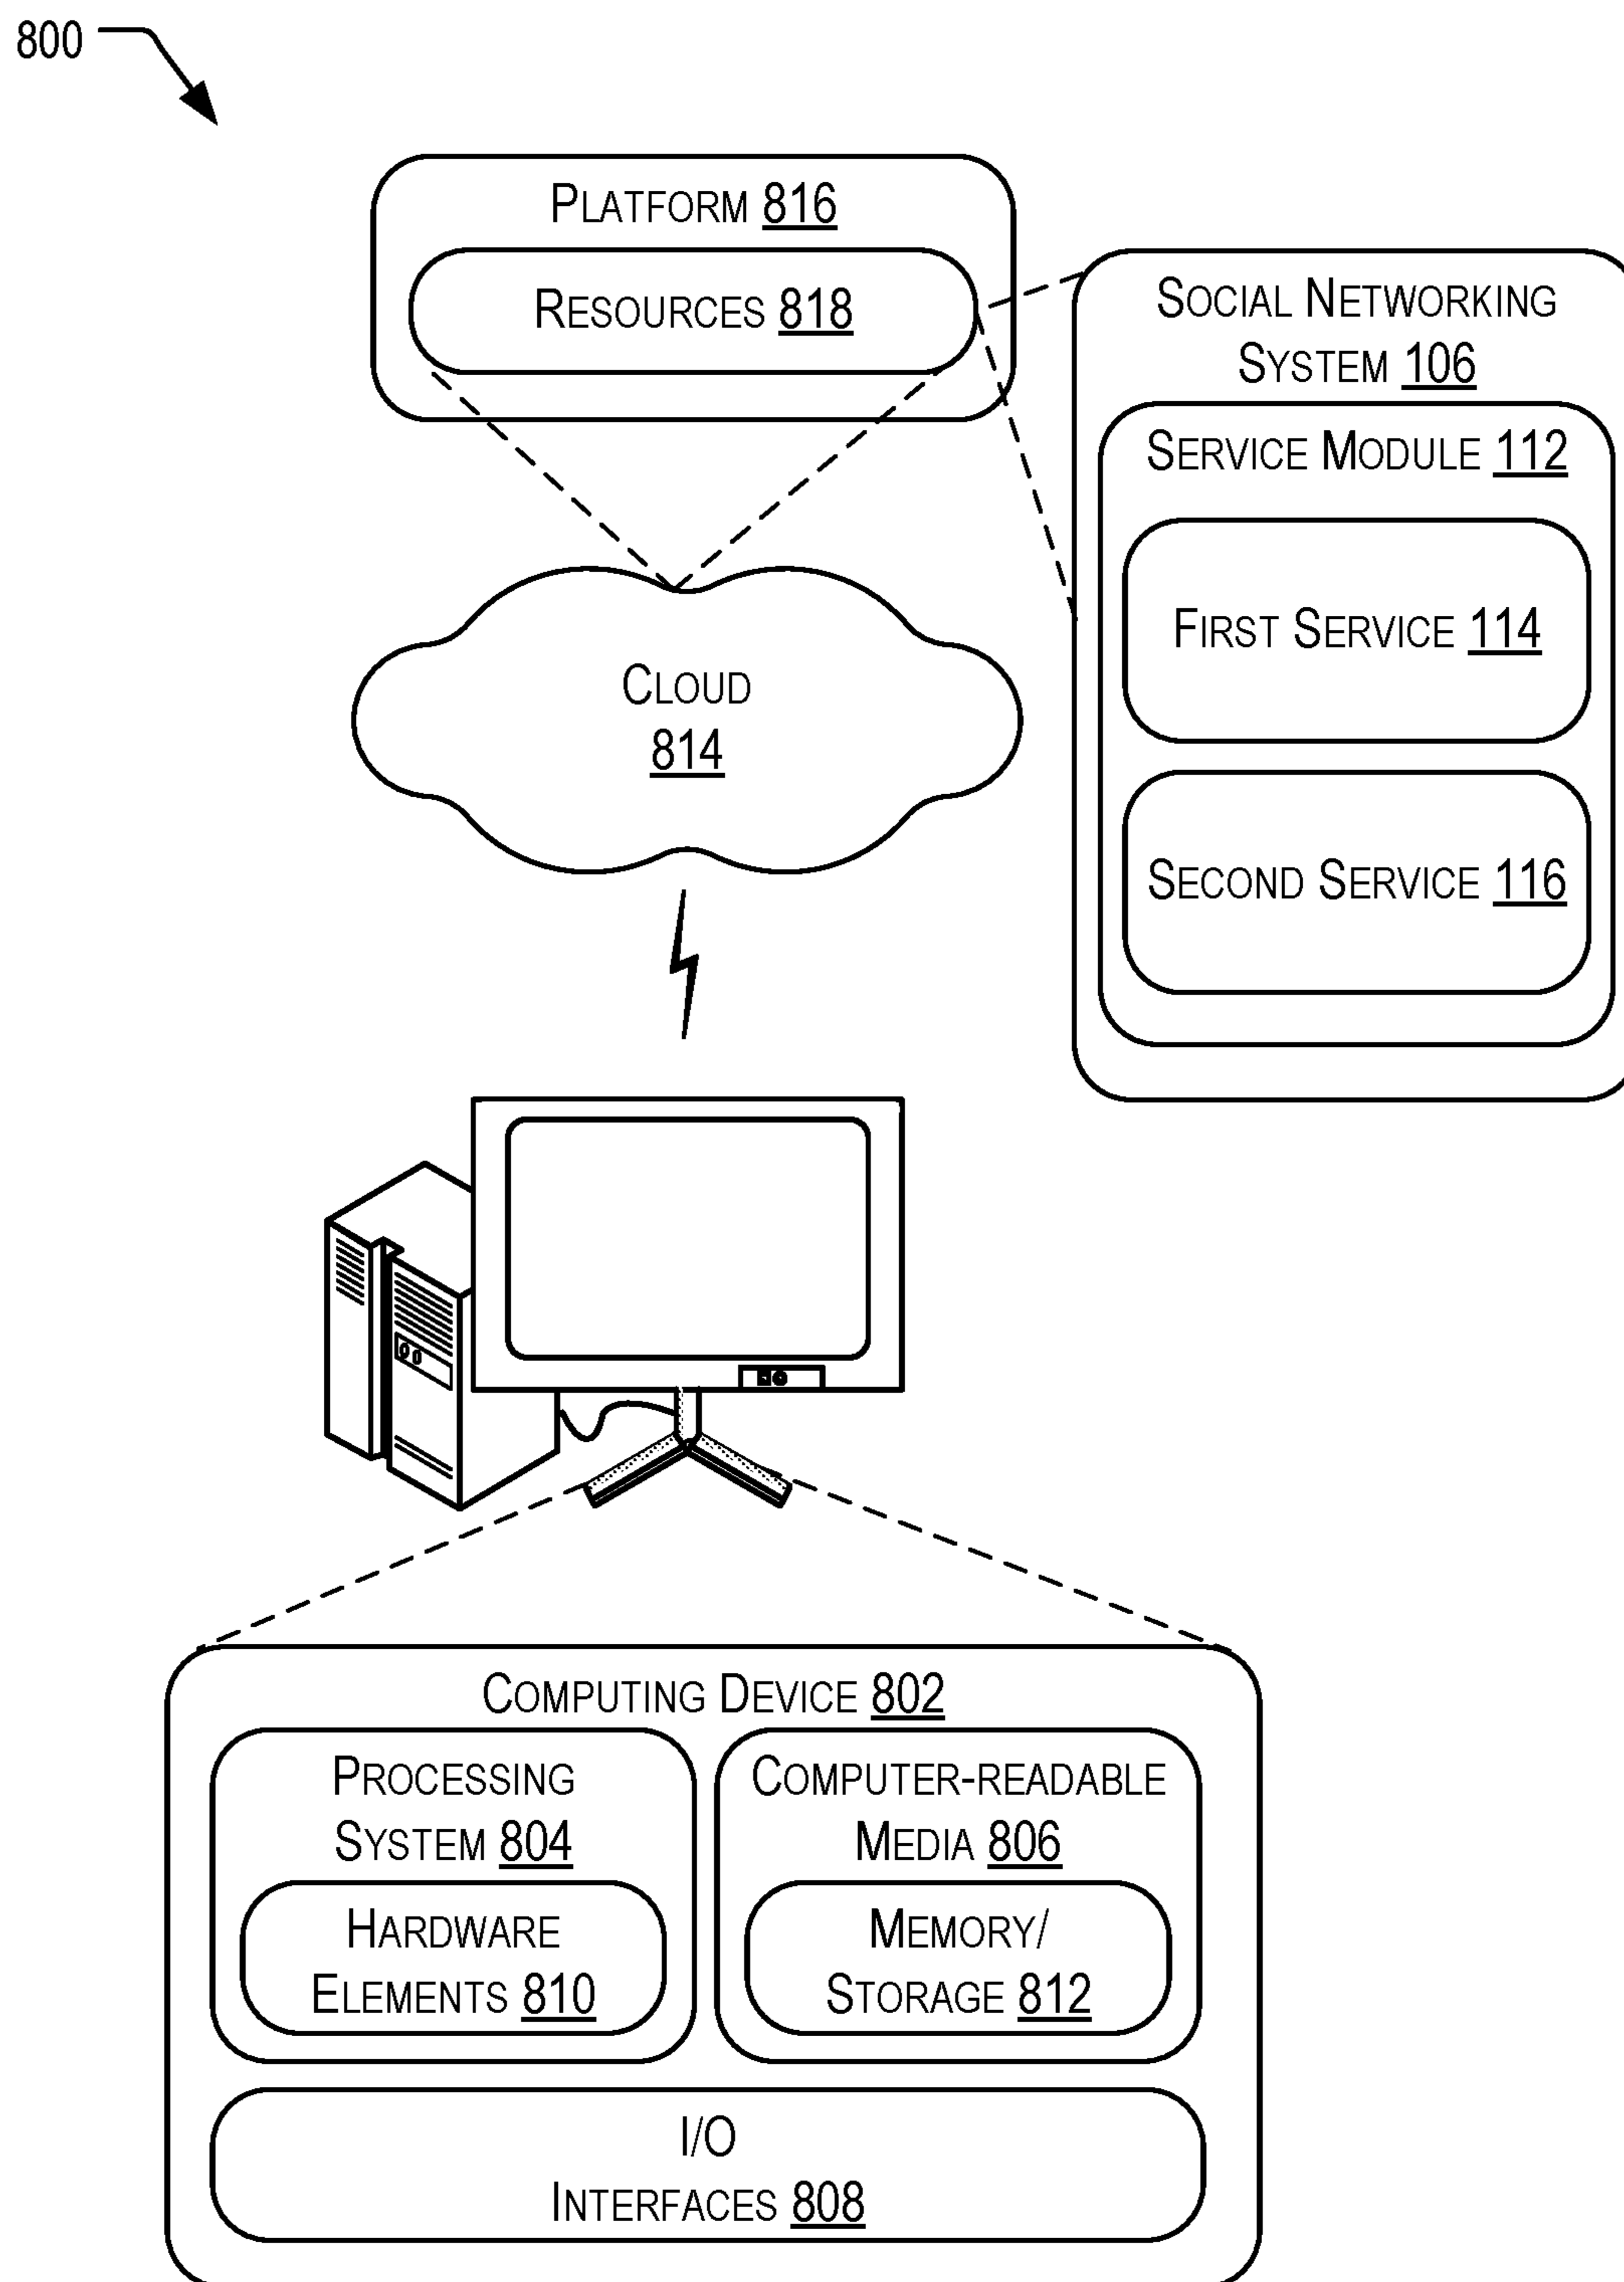 800
PLATFORM 816
RESOURCES 818
SOCIAL NETWORKING
SYSTEM 106
SERVICE MODULE 112
FIRST SERVICE 114
SECOND SERVICE 116
CLOUD
814
COMPUTING DEVICE 802
PROCESSING
SYSTEM 804
HARDWARE
ELEMENTS 810
COMPUTER-READABLE
MEDIA 806
MEMORY/
STORAGE 812
I/O
INTERFACES 808